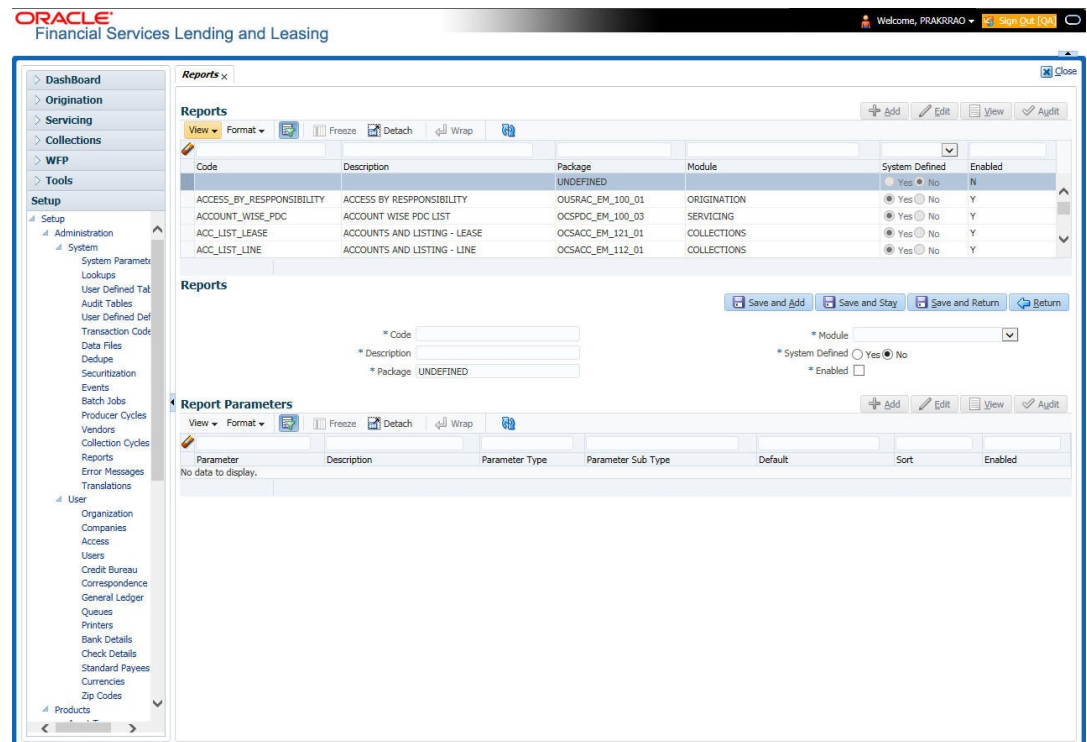 ORACLE
Financial Services Lending and Leasing
Welcome, PRAKRRAO
Sign Out [QA]
Close
DashBoard
Origination
Servicing
Collections
WFP
Tools
Setup
Setup
Administration
System
System Paramete
Lookups
User Defined Tab
Audit Tables
User Defined Def
Transaction Code
Data Files
Dedupe
Securitization
Events
Batch Jobs
Producer Cycles
Vendors
Collection Cycles
Reports
Error Messages
Translations
User
Organization
Companies
Access
Users
Credit Bureau
Correspondence
General Ledger
Queues
Printers
Bank Details
Check Details
Standard Payees
Currencies
Zip Codes
Products
Reports
Reports
Add Edit View Audit
View Format Freeze Detach Wrap
Code Description Package Module System Defined Enabled
UNDEFINED Yes No N
ACCESS_BY_RESPPONSIBILITY ACCESS BY RESPPONSIBILITY OUSRAC_EM_100_01 ORIGINATION Yes No Y
ACCOUNT_WISE_PDC ACCOUNT WISE PDC LIST OCSPDC_EM_100_03 SERVICING Yes No Y
ACC_LIST_LEASE ACCOUNTS AND LISTING - LEASE OCSACC_EM_121_01 COLLECTIONS Yes No Y
ACC_LIST_LINE ACCOUNTS AND LISTING - LINE OCSACC_EM_112_01 COLLECTIONS Yes No Y
Reports
Save and Add Save and Stay Save and Return Return
* Code
* Description
* Package UNDEFINED
* Module
* System Defined Yes No
* Enabled
Report Parameters
Add Edit View Audit
View Format Freeze Detach Wrap
Parameter Description Parameter Type Parameter Sub Type Default Sort Enabled
No data to display.